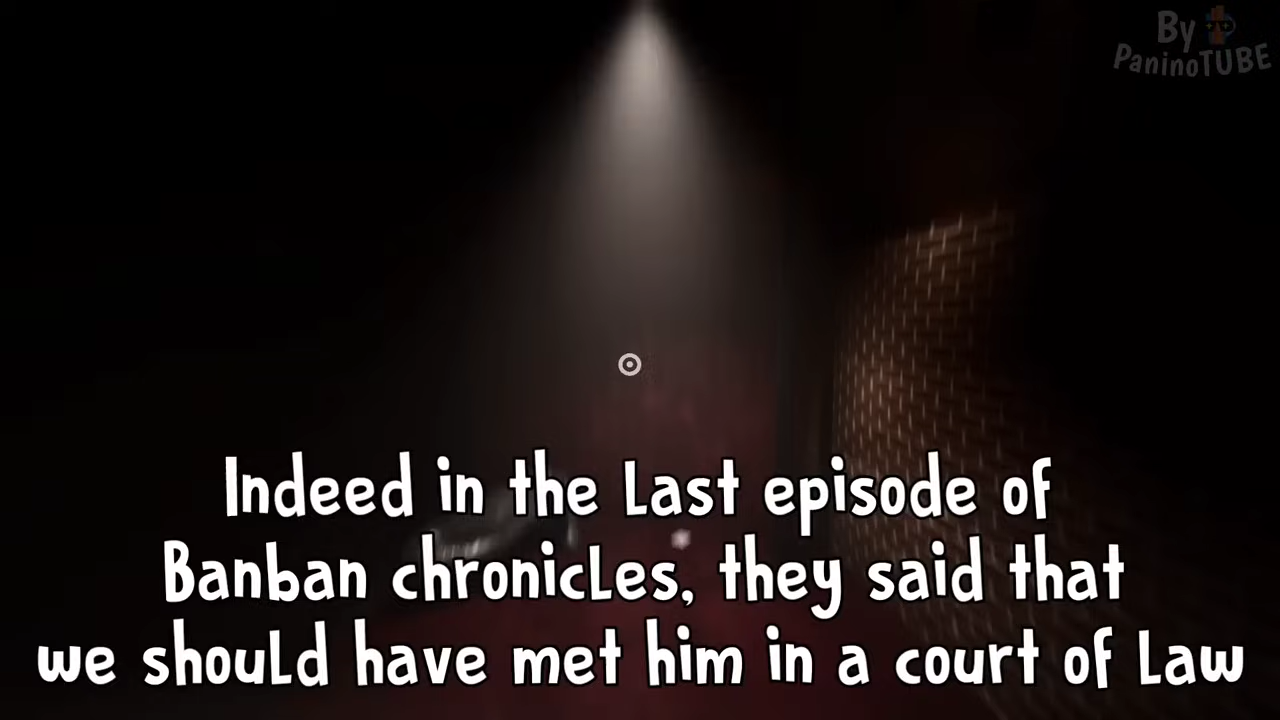 By
PaninoTUBE
Indeed in the Last episode of
Banban chronicles, they said that
we should have met him in a court of Law